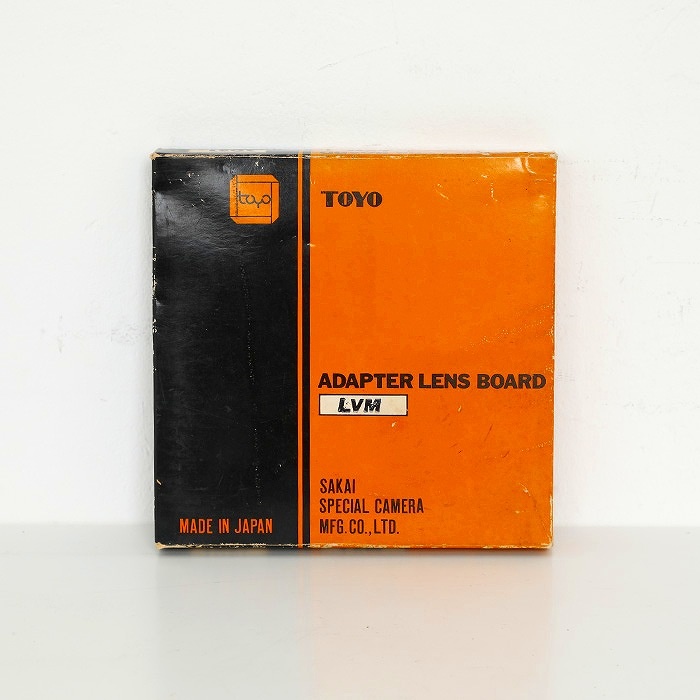 toyo
TOYO
ADAPTER LENS BOARD
LVM
SAKAI
SPECIAL CAMERA
MFG.CO.,LTD.
MADE IN JAPAN